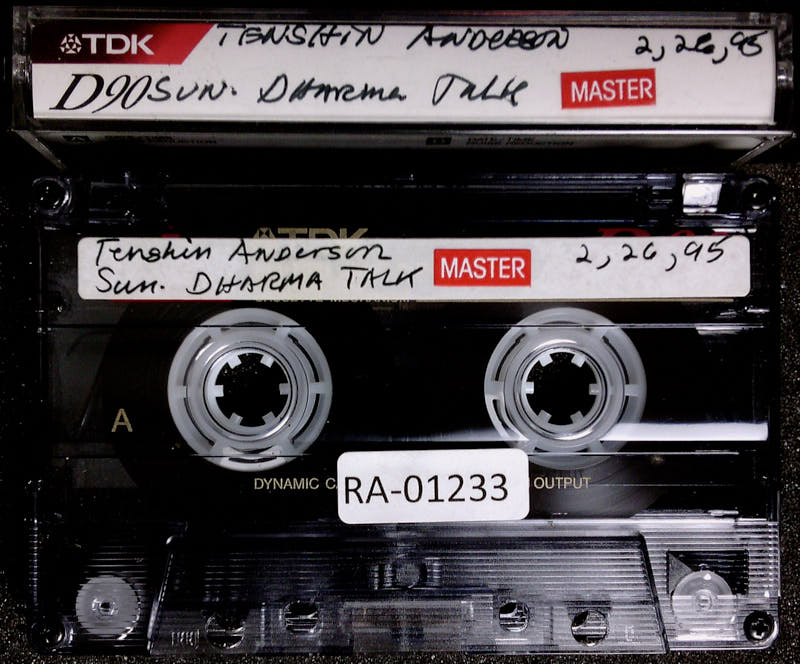 TDK TENSHIN ANDERSON 2,26,95
D90 SUN. DHARMA TALK MASTER
TDK
Tenshin Anderson MASTER 2,26,95
Sun. DHARMA TALK
A
DYNAMIC C
RA-01233
OUTPUT